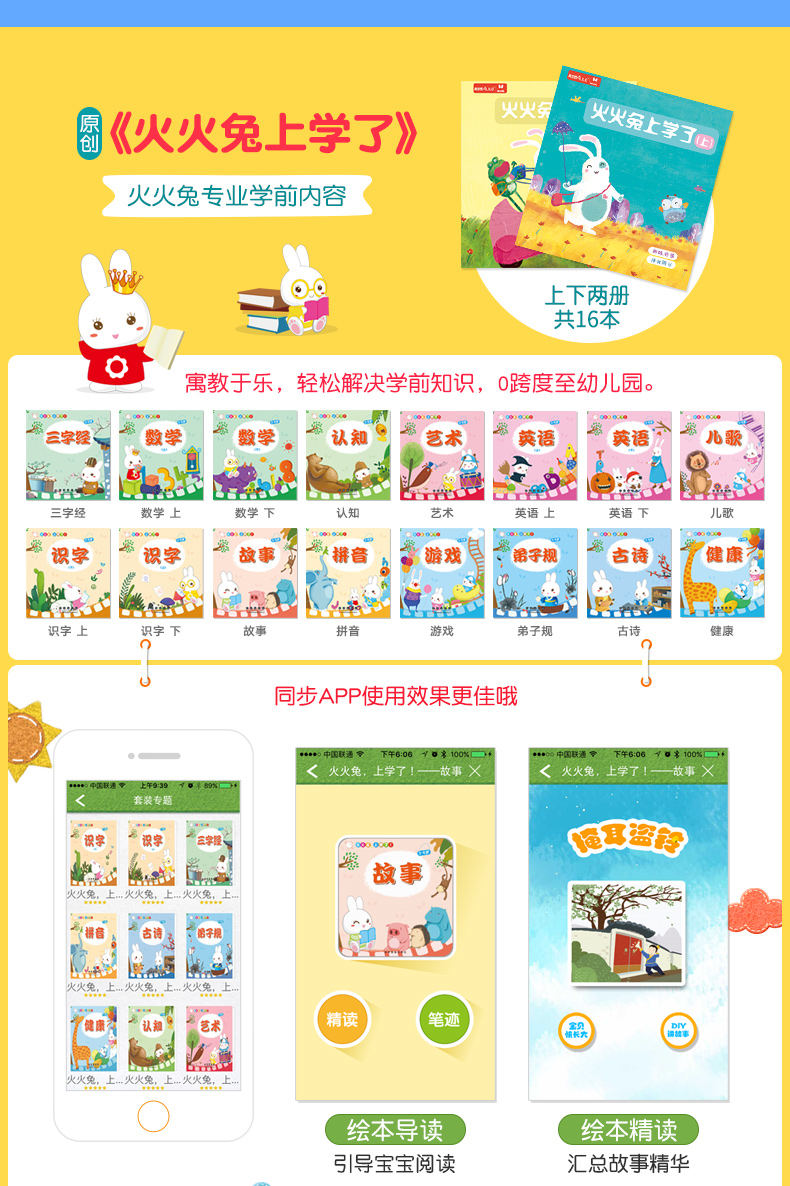 原创
《火火兔上学了》
火火兔专业学前内容
火火兔
火火兔上学了(上)
上下两册
共16本
寓教于乐，轻松解决学前知识，0跨度至幼儿园。
三字经 数学 数学 认知 艺术 英语 英语 儿歌
三字经 数学 上 数学 下 认知 艺术 英语 上 英语 下 儿歌
识字 识字 故事 拼音 游戏 弟子规 古诗 健康
识字 上 识字 下 故事 拼音 游戏 弟子规 古诗 健康
同步APP使用效果更佳哦
中国联通 上午9:39 89%
套装专题
识字 识字 三字经
火火兔，上... 火火兔，上... 火火兔，上...
拼音 古诗 弟子规
火火兔，上... 火火兔，上... 火火兔，上...
健康 认知 艺术
火火兔，上... 火火兔，上... 火火兔，上...
中国联通 下午6:06 100%
火火兔，上学了！——故事
故事
精读 笔迹
绘本导读
引导宝宝阅读
中国联通 下午6:06 100%
火火兔，上学了！——故事
掩耳盗铃
宝贝
快长大
DIY
讲故事
绘本精读
汇总故事精华